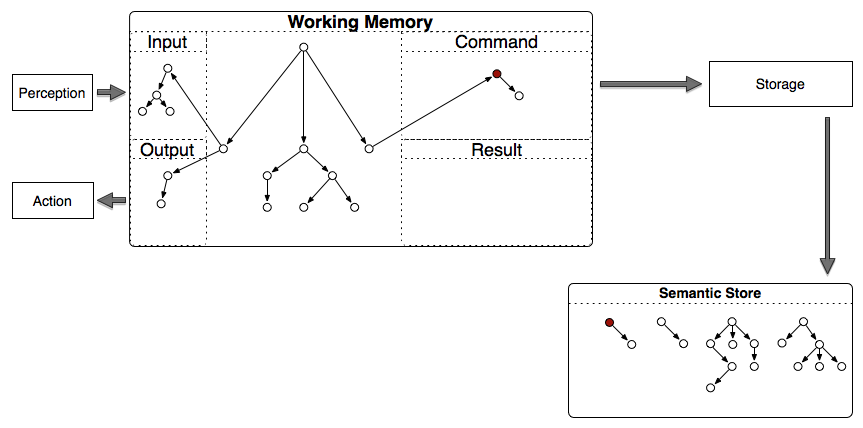 Working Memory
Input
Command
Perception
Storage
Output
Result
Action
Semantic Store